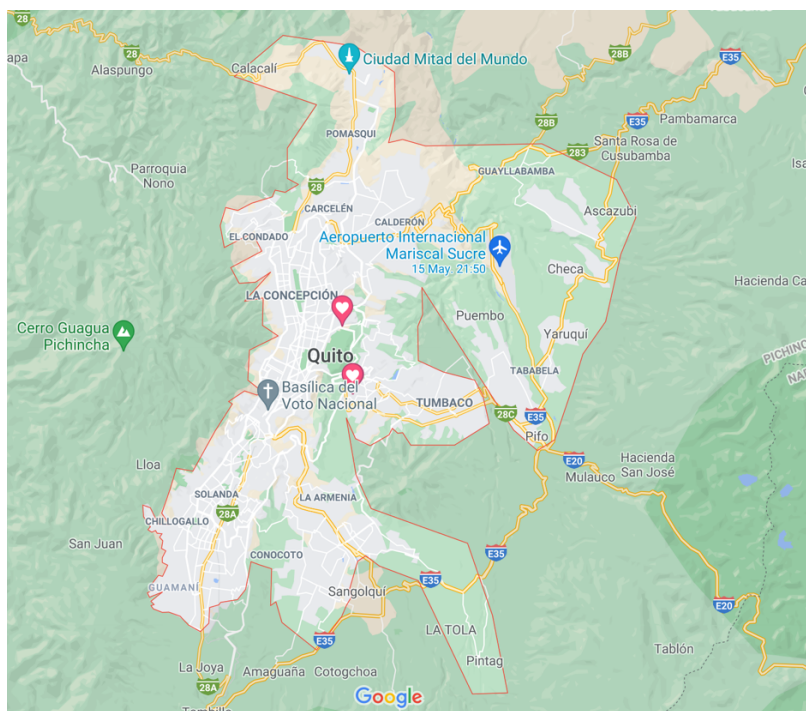 28
28
apa
Alaspungo
Calacalí
Ciudad Mitad del Mundo
28B
E35
E35
28B
Pambamarca
POMASQUI
Santa Rosa de
Cusubamba
283
Parroquia
Nono
28
GUAYLLABAMBA
CARCELÉN
CALDERÓN
Ascazubi
EL CONDADO
Aeropuerto Internacional
Mariscal Sucre
15 May 21:50
Checa
Hacienda Ca
LA CONCEPCIÓN
Puembo
Cerro Guagua
Pichincha
Yaruquí
Quito
PICHINC
TABABELA
Basílica del
Voto Nacional
TUMBACO
28C
E35
Pifo
Lloa
E20
Hacienda
San José
Mulauco
SOLANDA
LA ARMENIA
28A
CHILLOGALLO
San Juan
CONOCOTO
E35
GUAMANÍ
E35
Sangolquí
E20
LA TOLA
E35
Tablón
La Joya
Pintag
Amaguaña
Cotogchoa
28A
Google